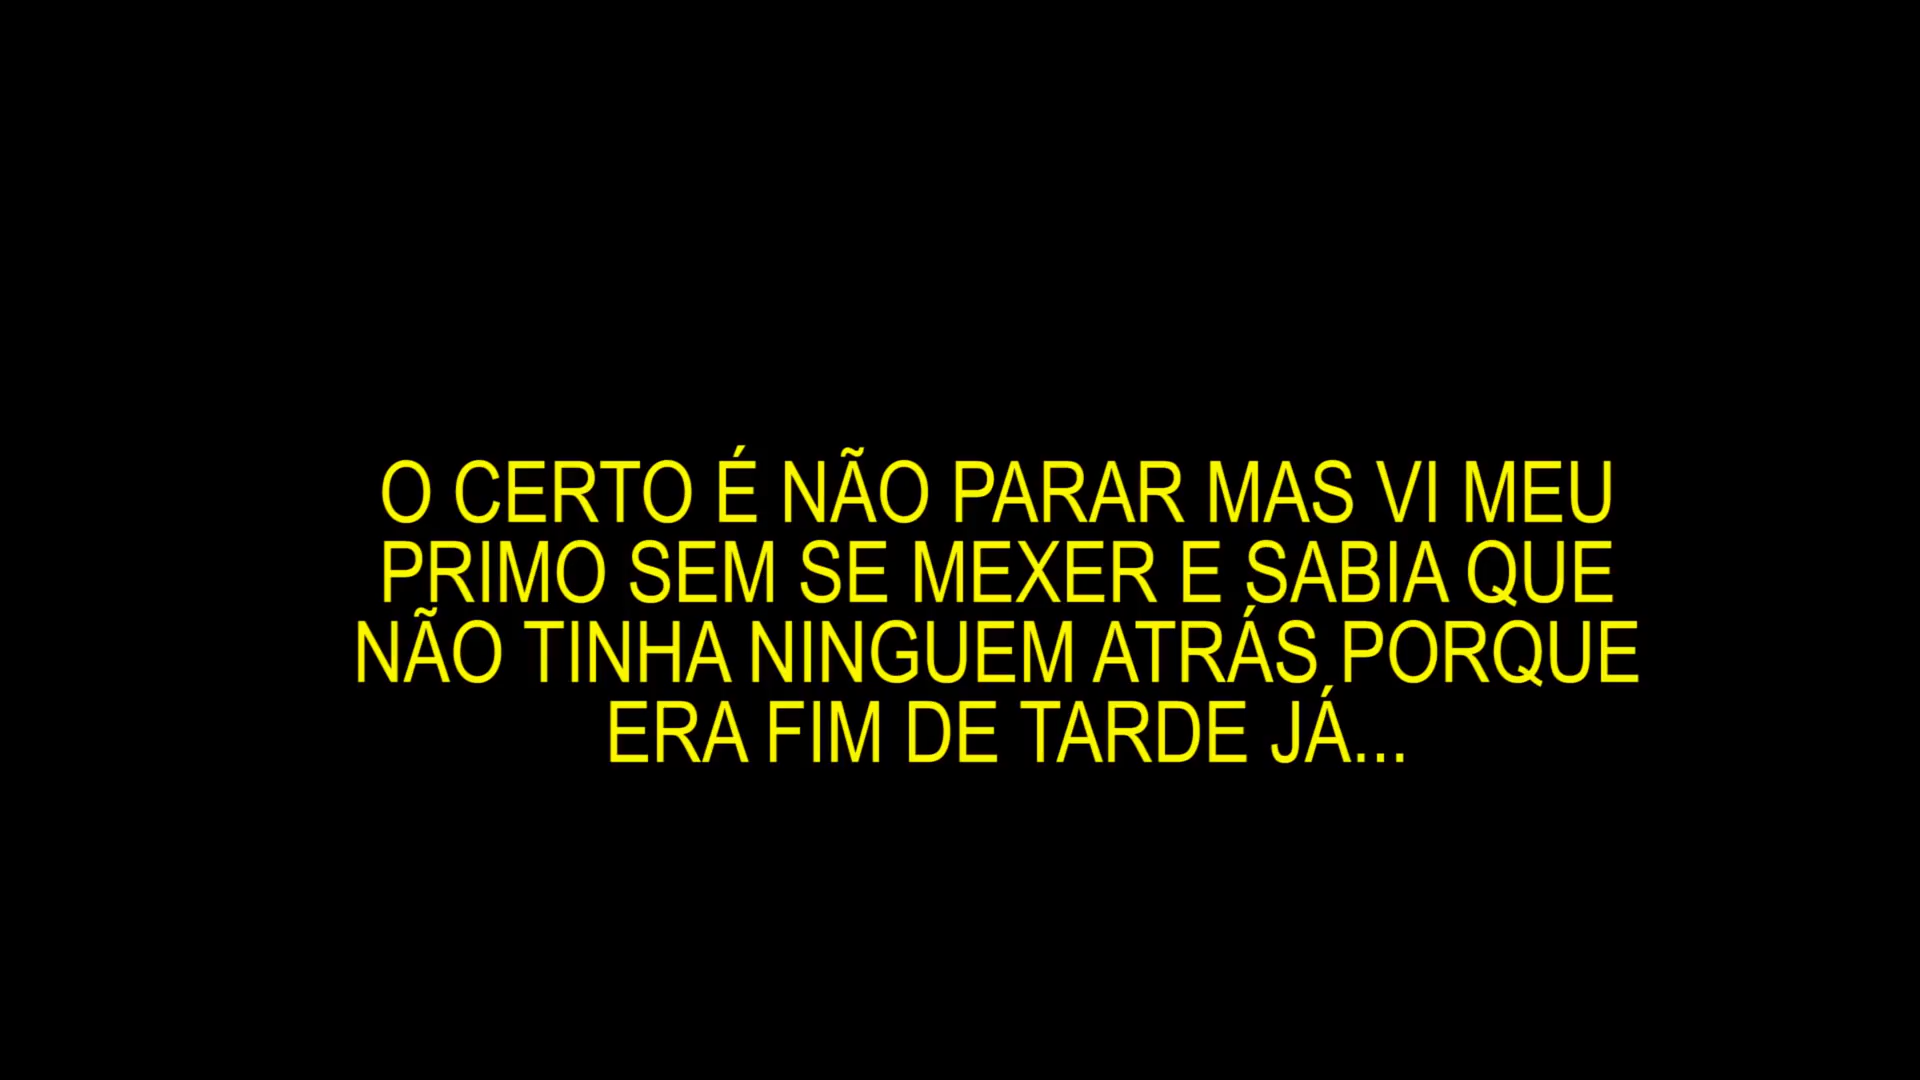 O CERTO É NÃO PARAR MAS VI MEU
PRIMO SEM SE MEXER E SABIA QUE
NÃO TINHA NINGUEM ATRÁS PORQUE
ERA FIM DE TARDE JÁ...